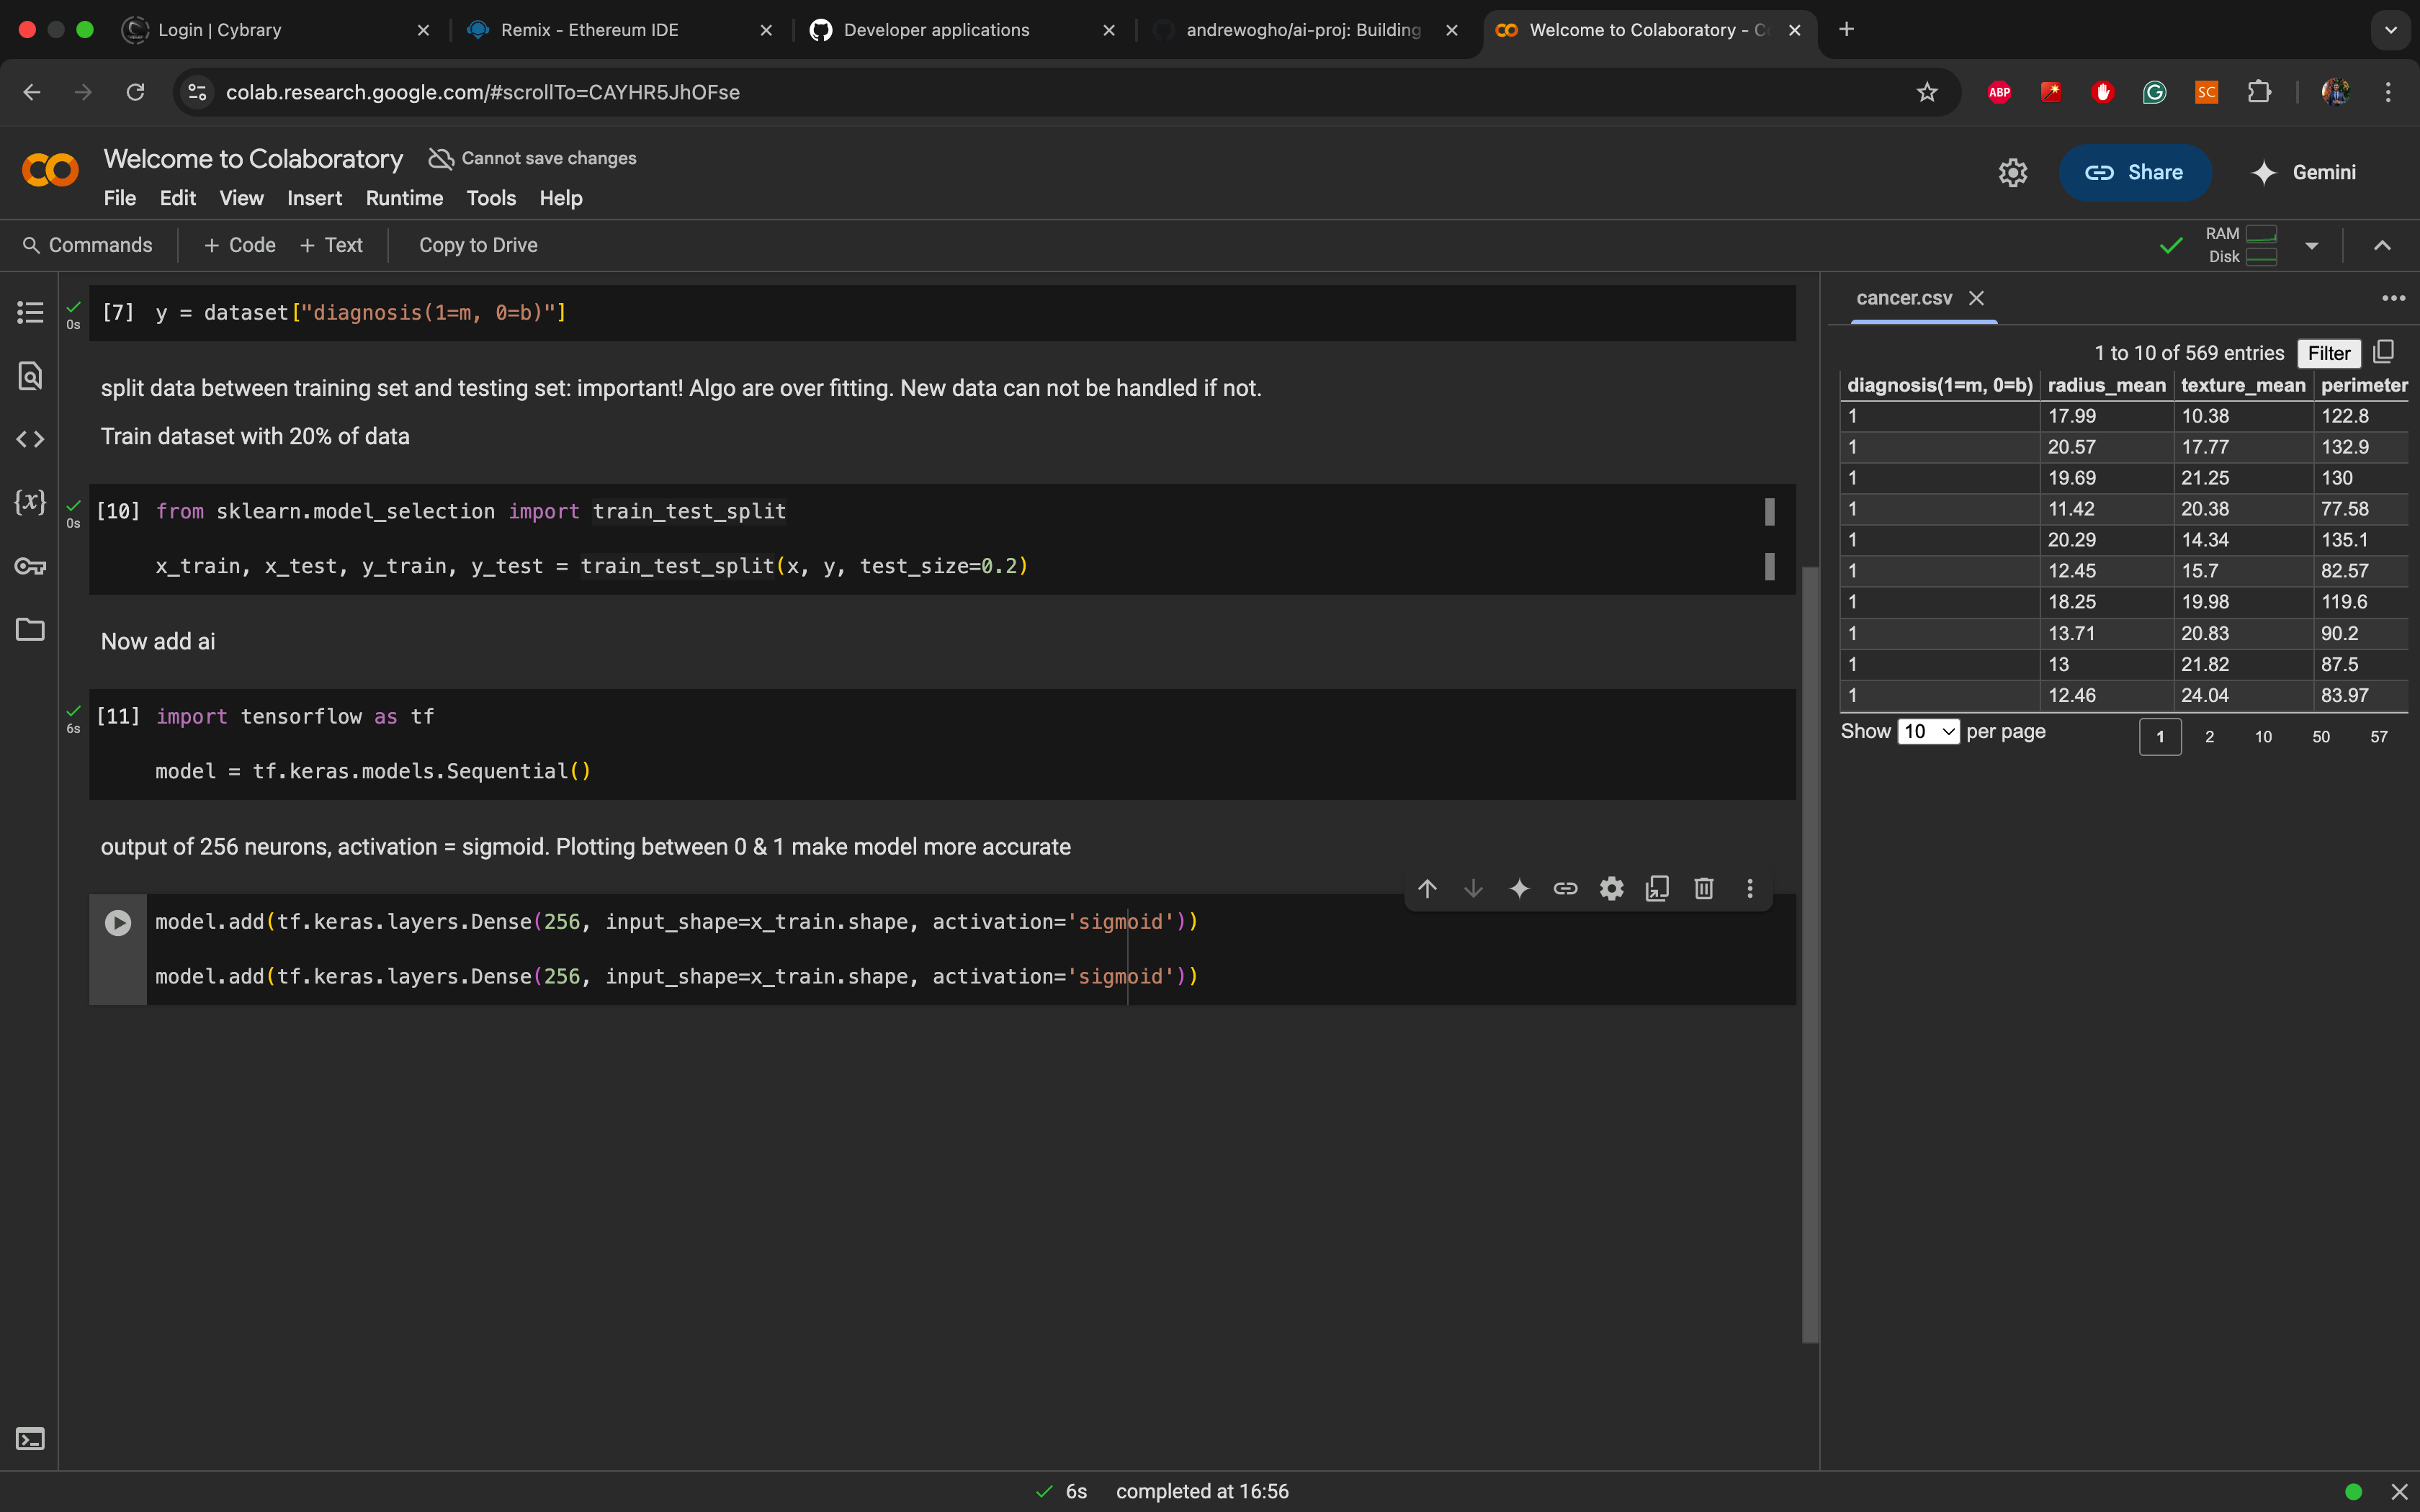 Login | Cybrary
Remix - Ethereum IDE
Developer applications
andrewogho/ai-proj: Building
Welcome to Colaboratory - Co
colab.research.google.com/#scrollTo=CAYHR5JhOFse
ABP
SC
Welcome to Colaboratory
Cannot save changes
Share
Gemini
File Edit View Insert Runtime Tools Help
Commands
+ Code + Text
Copy to Drive
RAM
Disk
[7] y = dataset["diagnosis(1=m, 0=b)"]
0s
split data between training set and testing set: important! Algo are over fitting. New data can not be handled if not.
Train dataset with 20% of data
[10] from sklearn.model_selection import train_test_split
0s
x_train, x_test, y_train, y_test = train_test_split(x, y, test_size=0.2)
Now add ai
[11] import tensorflow as tf
6s
model = tf.keras.models.Sequential()
output of 256 neurons, activation = sigmoid. Plotting between 0 & 1 make model more accurate
model.add(tf.keras.layers.Dense(256, input_shape=x_train.shape, activation='sigmoid'))
model.add(tf.keras.layers.Dense(256, input_shape=x_train.shape, activation='sigmoid'))
cancer.csv
1 to 10 of 569 entries Filter
diagnosis(1=m, 0=b) radius_mean texture_mean perimeter
1 17.99 10.38 122.8
1 20.57 17.77 132.9
1 19.69 21.25 130
1 11.42 20.38 77.58
1 20.29 14.34 135.1
1 12.45 15.7 82.57
1 18.25 19.98 119.6
1 13.71 20.83 90.2
1 13 21.82 87.5
1 12.46 24.04 83.97
Show 10 per page
1 2 10 50 57
6s completed at 16:56